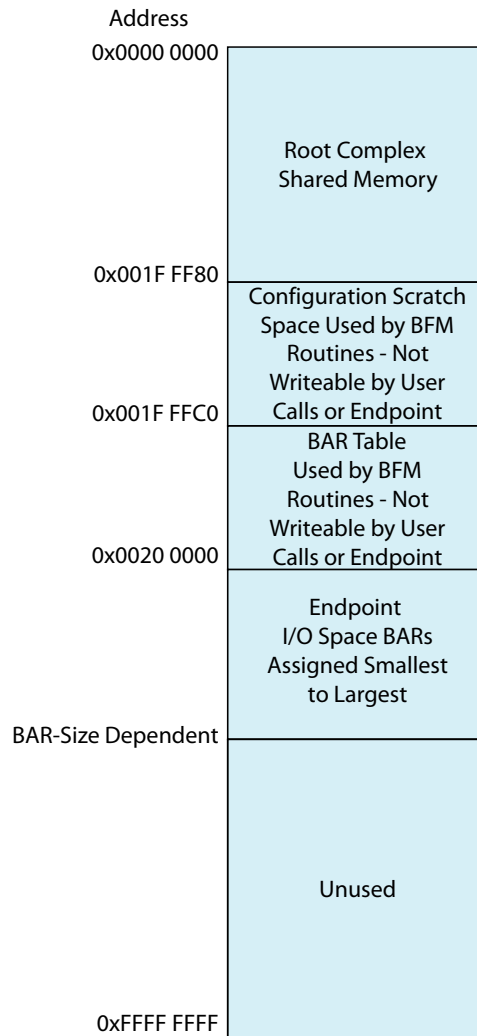 Address
0x0000 0000
Root Complex
Shared Memory
0x001F FF80
Configuration Scratch
Space Used by BFM
Routines - Not
Writeable by User
Calls or Endpoint
0x001F FFC0
BAR Table
Used by BFM
Routines - Not
Writeable by User
Calls or Endpoint
0x0020 0000
Endpoint
I/O Space BARs
Assigned Smallest
to Largest
BAR-Size Dependent
Unused
0xFFFF FFFF